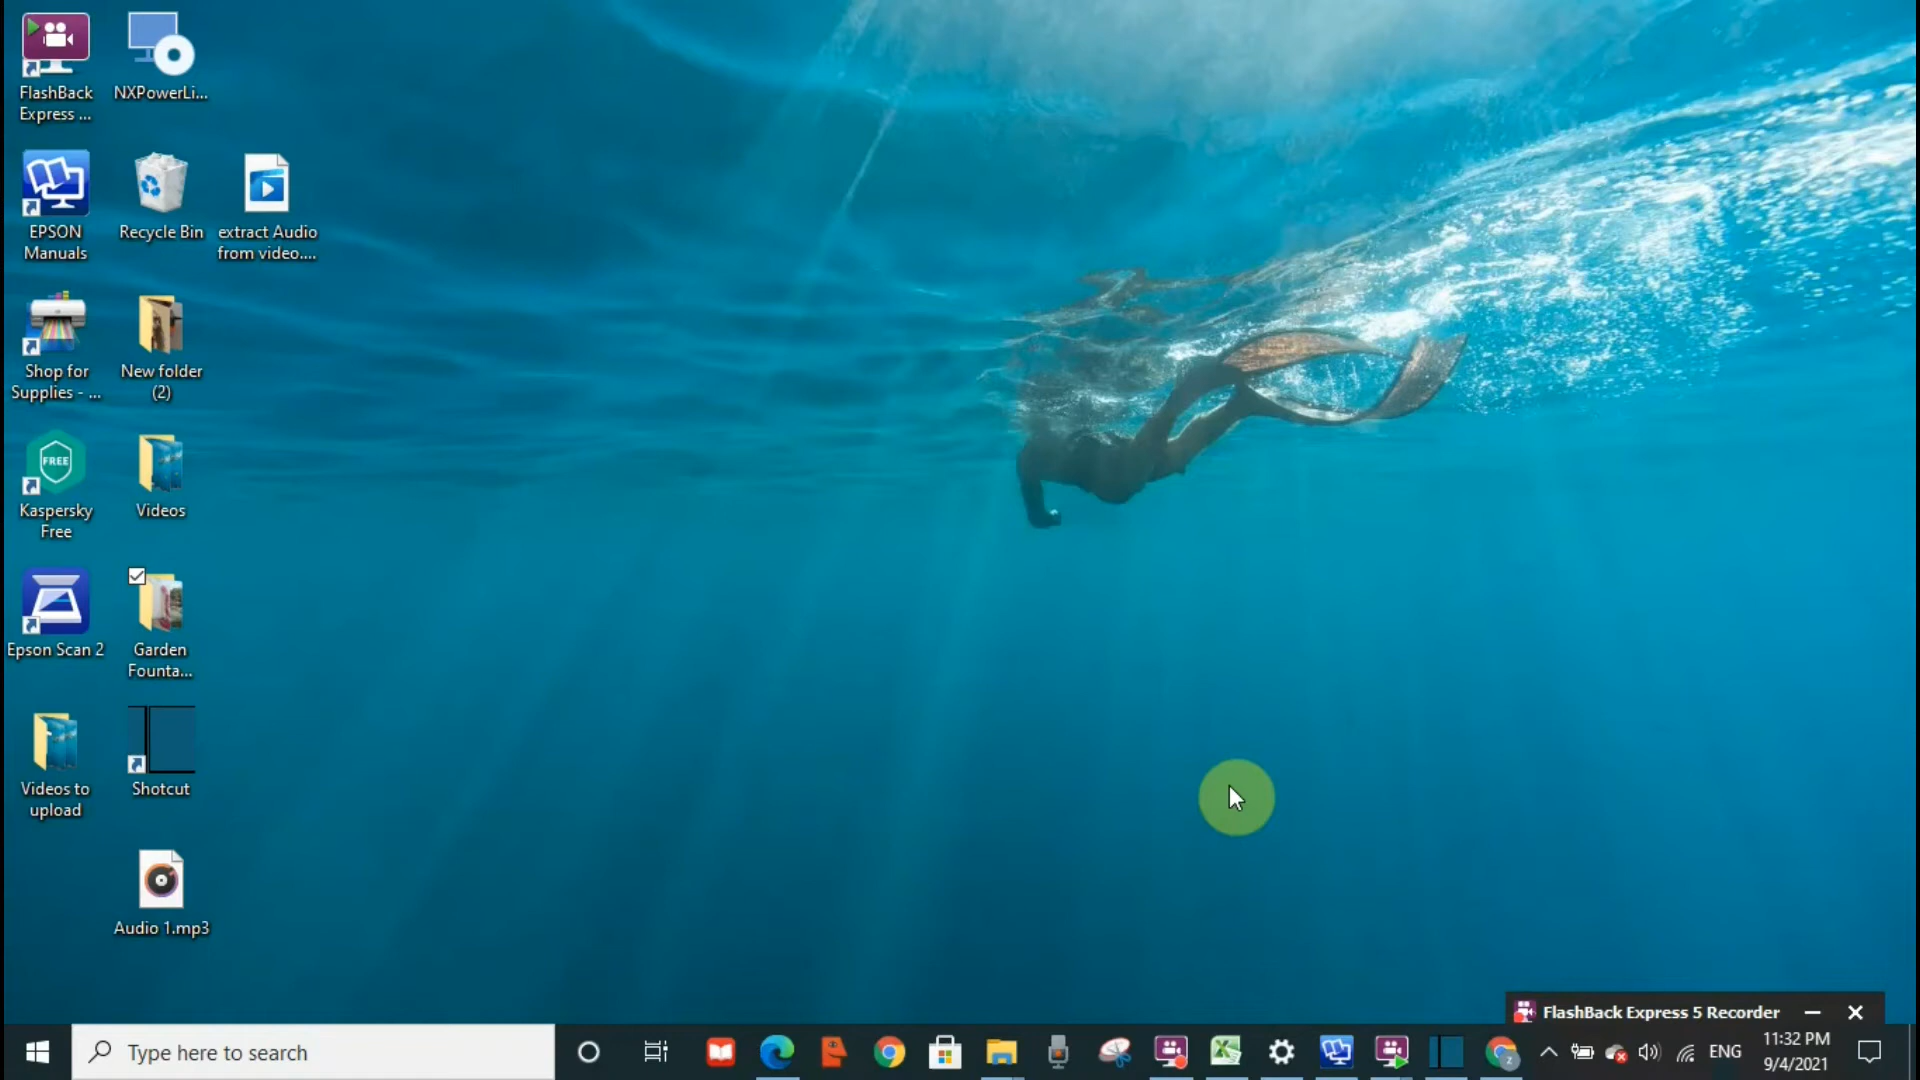 FlashBack
Express ...
NXPowerLi...
EPSON
Manuals
Recycle Bin
extract Audio
from video....
Shop for
Supplies - ...
New folder
(2)
FREE
Kaspersky
Free
Videos
Epson Scan 2
Garden
Founta...
Videos to
upload
Shotcut
Audio 1.mp3
FlashBack Express 5 Recorder
Type here to search
z
ENG
11:32 PM
9/4/2021